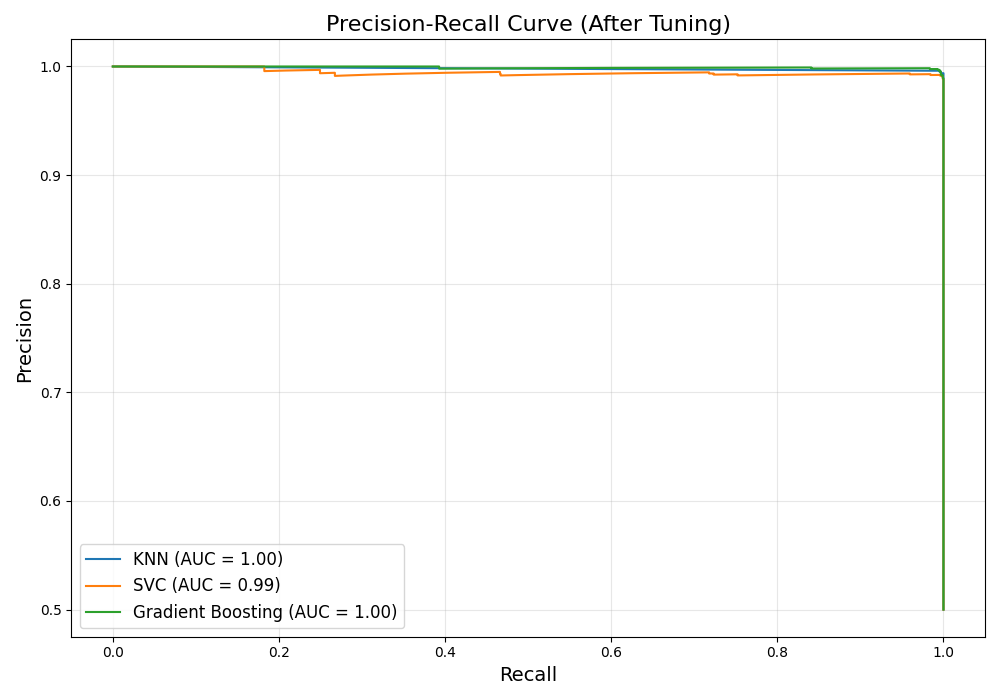 Precision-Recall Curve (After Tuning)
1.0
0.9
0.8
0.7
0.6
0.5
Precision
KNN (AUC = 1.00)
SVC (AUC = 0.99)
Gradient Boosting (AUC = 1.00)
0.0 0.2 0.4 0.6 0.8 1.0
Recall